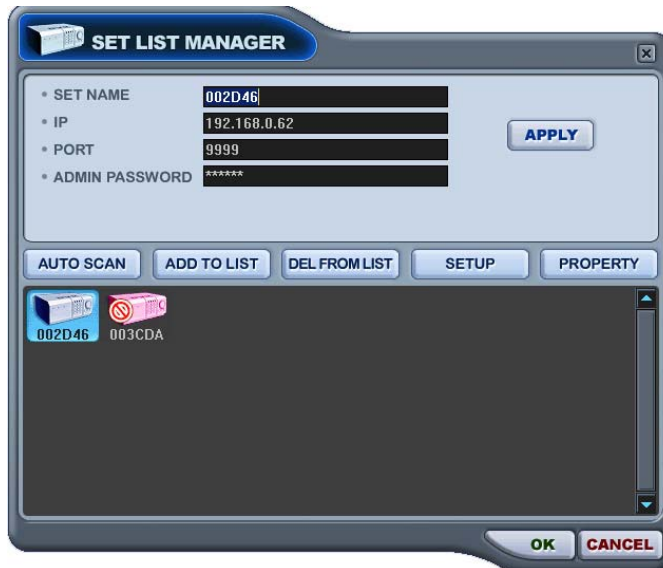 SET LIST MANAGER
• SET NAME 002D46
• IP 192.168.0.62
• PORT 9999
APPLY
• ADMIN PASSWORD ******
AUTO SCAN ADD TO LIST DEL FROM LIST SETUP PROPERTY
002D46 003CDA
OK CANCEL